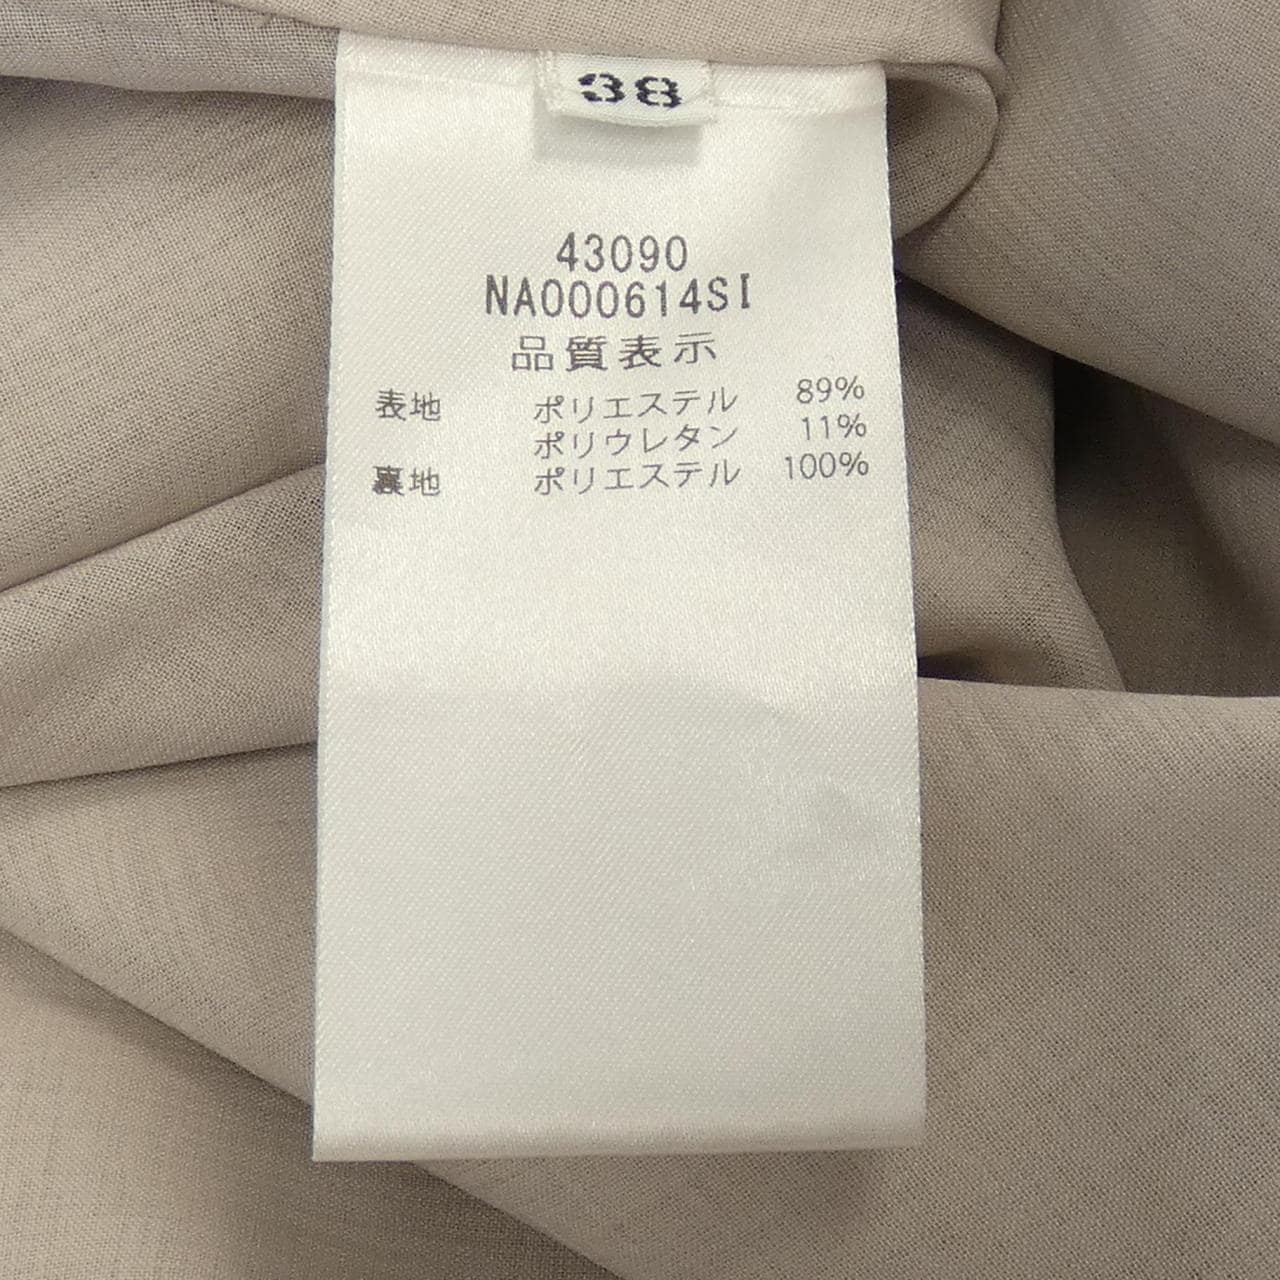 38
43090
NA000614SI
品質表示
表地 ポリエステル 89%
ポリウレタン 11%
裏地 ポリエステル 100%